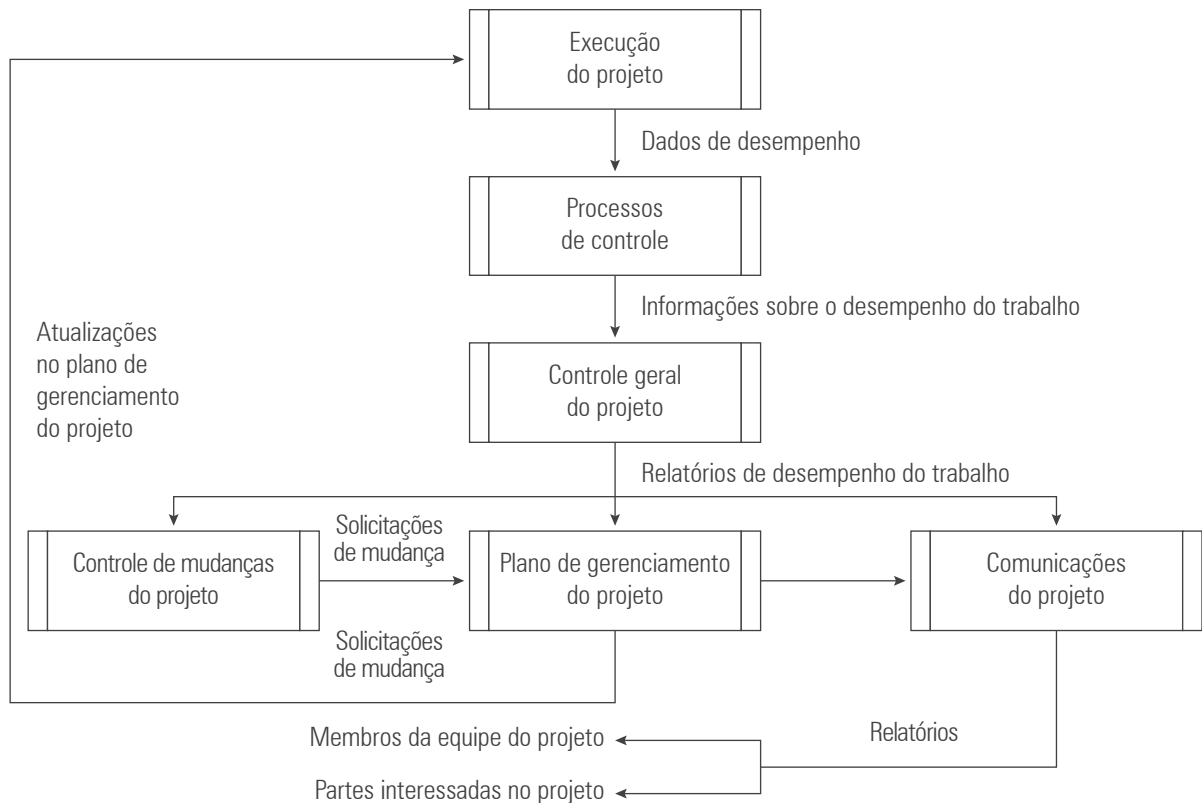 Execução
do projeto
Dados de desempenho
Processos
de controle
Informações sobre o desempenho do trabalho
Atualizações
no plano de
gerenciamento
do projeto
Controle geral
do projeto
Relatórios de desempenho do trabalho
Controle de mudanças
do projeto
Solicitações
de mudança
Plano de gerenciamento
do projeto
Comunicações
do projeto
Solicitações
de mudança
Relatórios
Membros da equipe do projeto
Partes interessadas no projeto